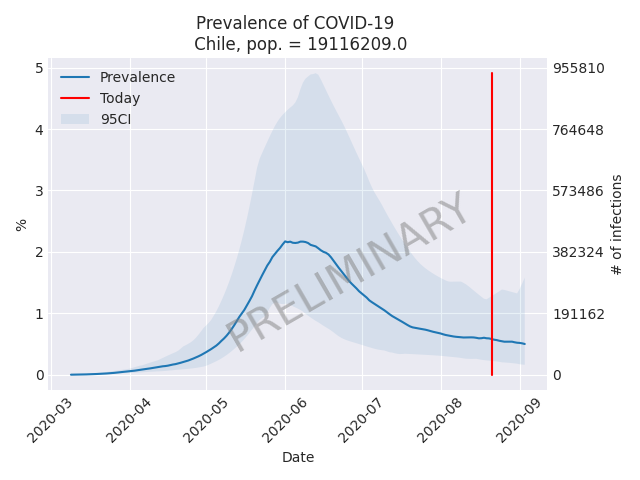 Prevalence of COVID-19
Chile, pop. = 19116209.0
Prevalence
Today
95CI
5
4
3
2
1
0
%
955810
764648
573486
382324
191162
0
# of infections
PRELIMINARY
2020-03
2020-04
2020-05
2020-06
2020-07
2020-08
2020-09
Date